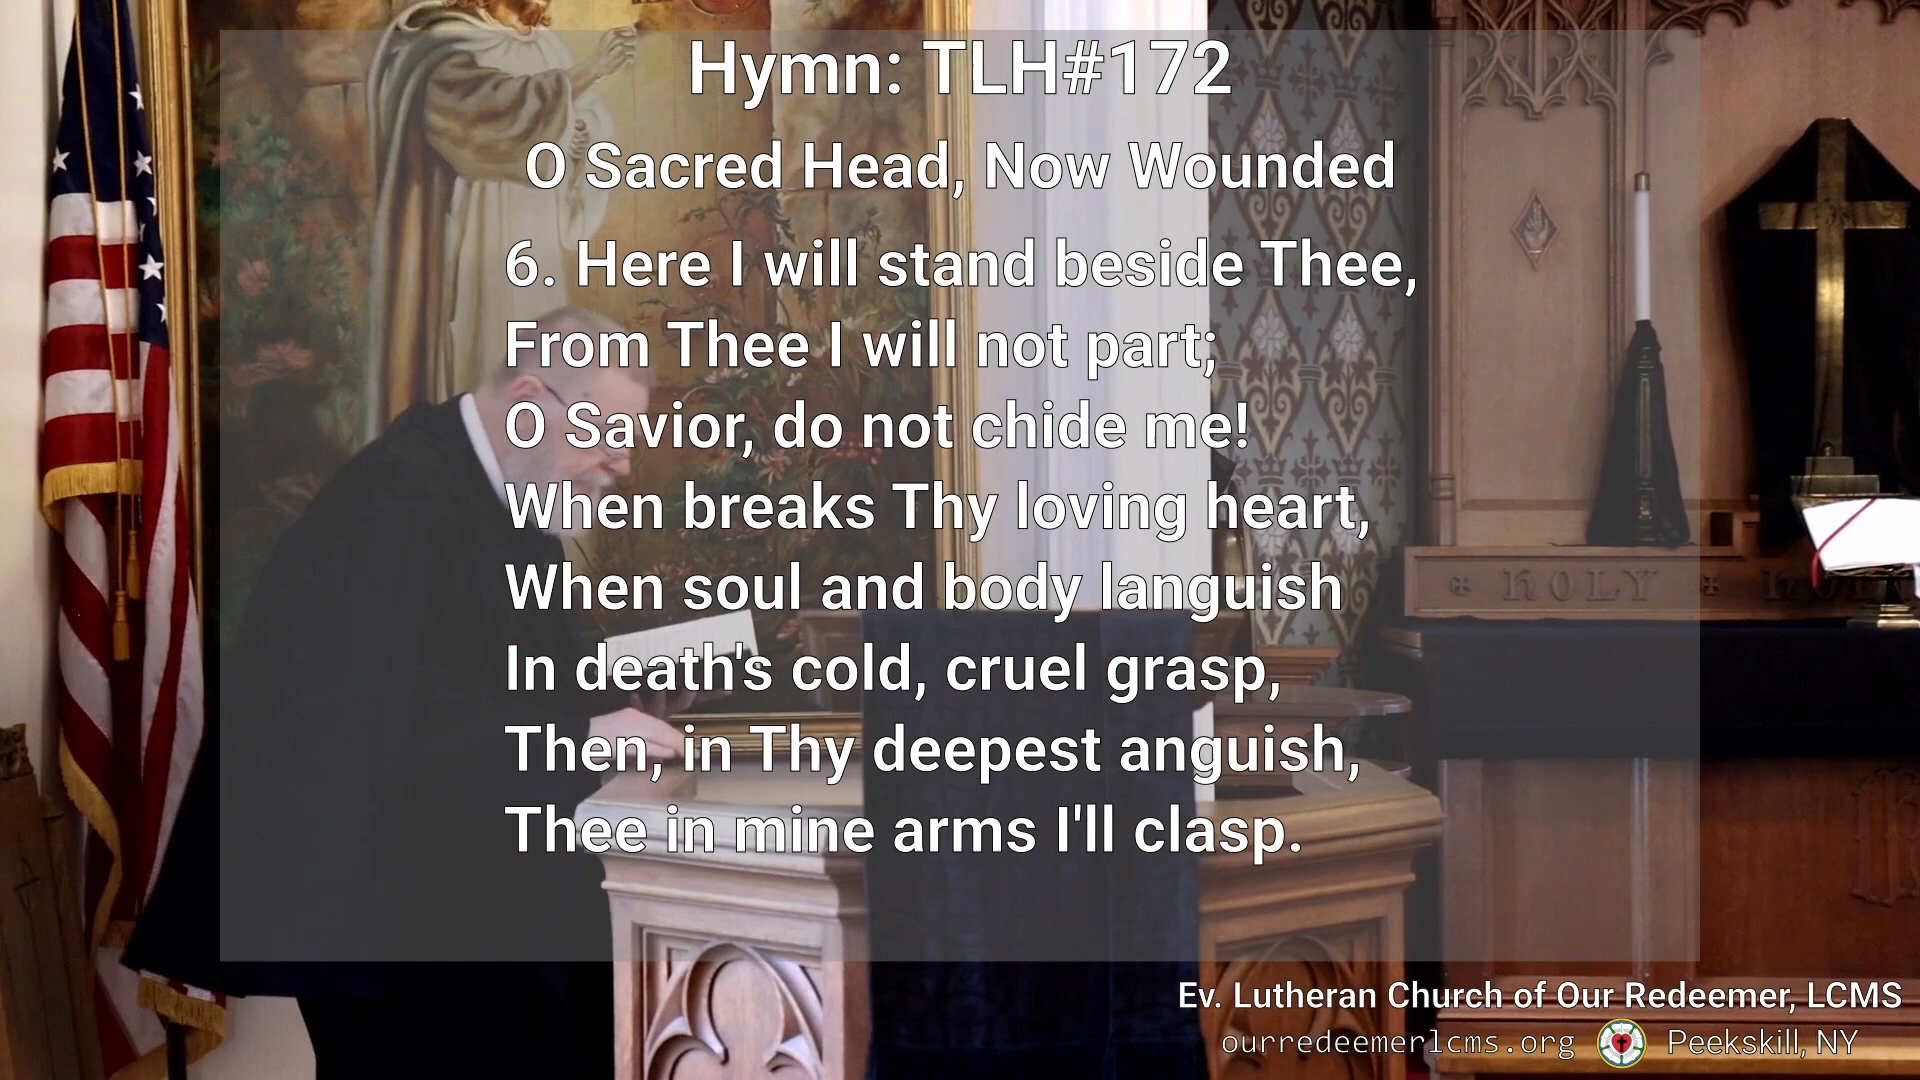 Hymn: TLH#172
O Sacred Head, Now Wounded
6. Here I will stand beside Thee,
From Thee I will not part;
O Savior, do not chide me!
When breaks Thy loving heart,
When soul and body languish
In death's cold, cruel grasp,
Then, in Thy deepest anguish,
Thee in mine arms I'll clasp.
HOLY
Ev. Lutheran Church of Our Redeemer, LCMS
ourredeemerlcms.org
Peekskill, NY